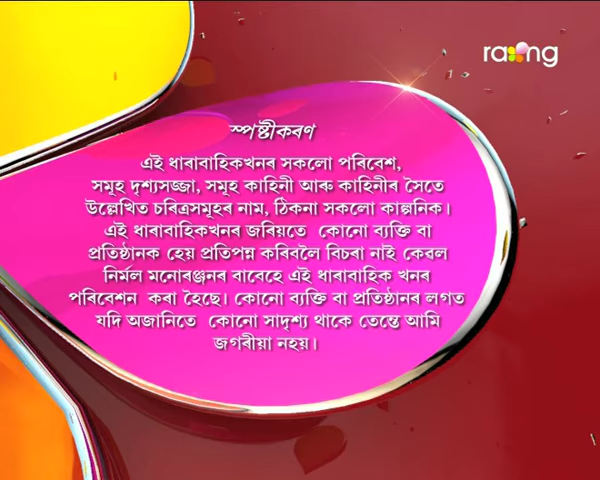 rang
স্পষ্টীকৰণ
এই ধাৰাবাহিকখনৰ সকলো পৰিবেশ,
সমূহ দৃশ্যসজ্জা, সমূহ কাহিনী আৰু কাহিনীৰ সৈতে
উল্লেখিত চৰিত্ৰসমূহৰ নাম, ঠিকনা সকলো কাল্পনিক।
এই ধাৰাবাহিকখনৰ জৰিয়তে কোনো ব্যক্তি বা
প্ৰতিষ্ঠানক হেয় প্ৰতিপন্ন কৰিবলৈ বিচৰা নাই কেৱল
নিৰ্মল মনোৰঞ্জনৰ বাবেহে এই ধাৰাবাহিক খনৰ
পৰিবেশন কৰা হৈছে। কোনো ব্যক্তি বা প্ৰতিষ্ঠানৰ লগত
যদি অজানিতে কোনো সাদৃশ্য থাকে তেন্তে আমি
জগৰীয়া নহয়।